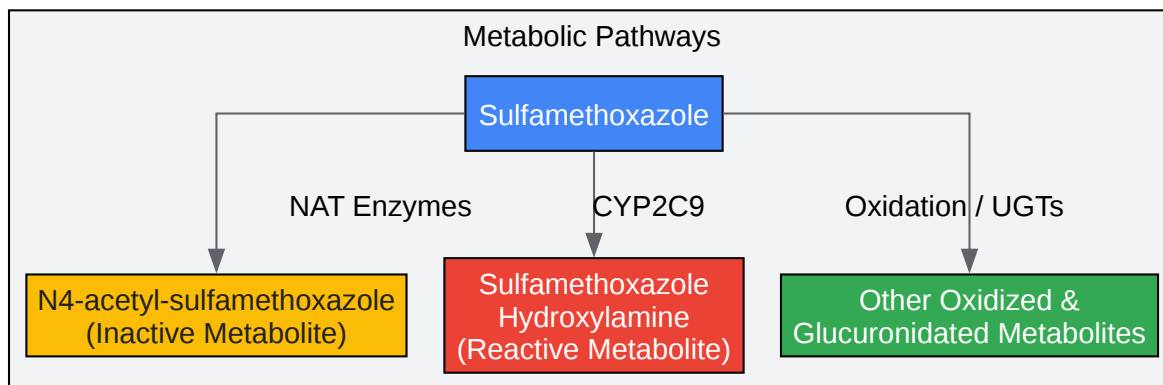 Metabolic Pathways
Sulfamethoxazole
NAT Enzymes
CYP2C9
Oxidation / UGTs
N4-acetyl-sulfamethoxazole
(Inactive Metabolite)
Sulfamethoxazole
Hydroxylamine
(Reactive Metabolite)
Other Oxidized &
Glucuronidated Metabolites